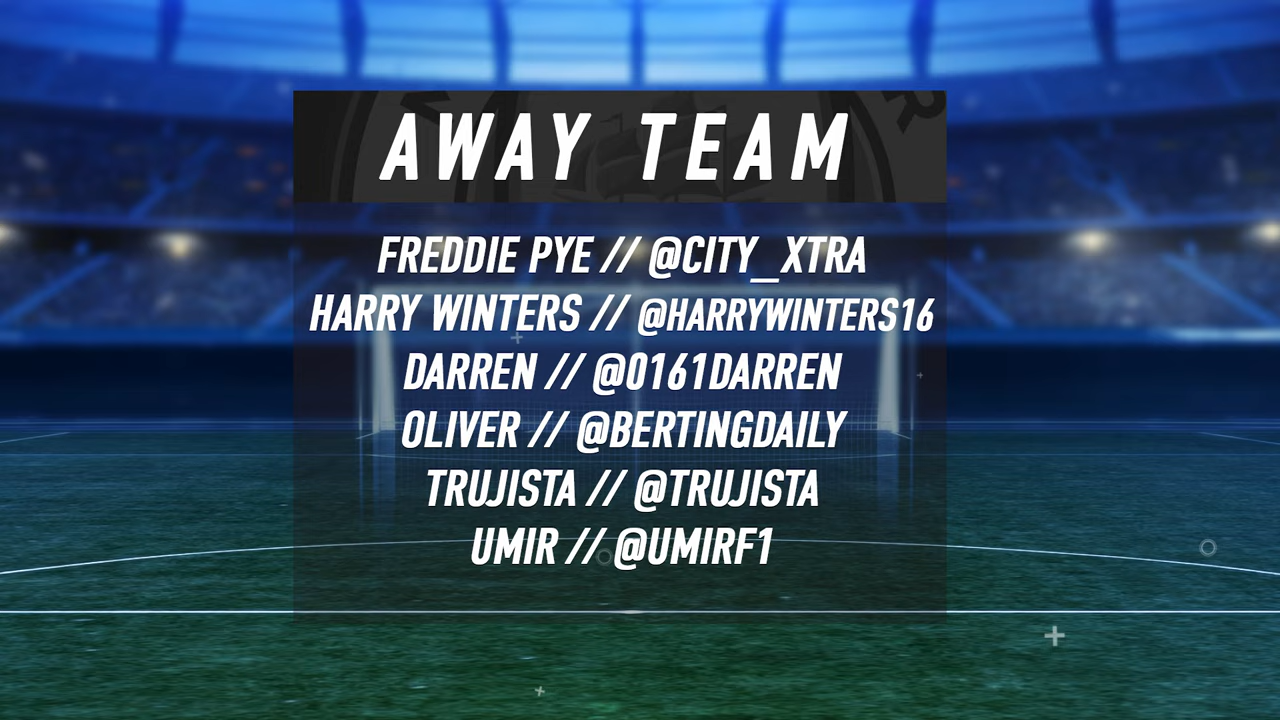 AWAY TEAM
FREDDIE PYE // @CITY_XTRA
HARRY WINTERS // @HARRYWINTERS16
DARREN // @0161DARREN
OLIVER // @BERTINGDAILY
TRUJISTA // @TRUJISTA
UMIR // @UMIRF1